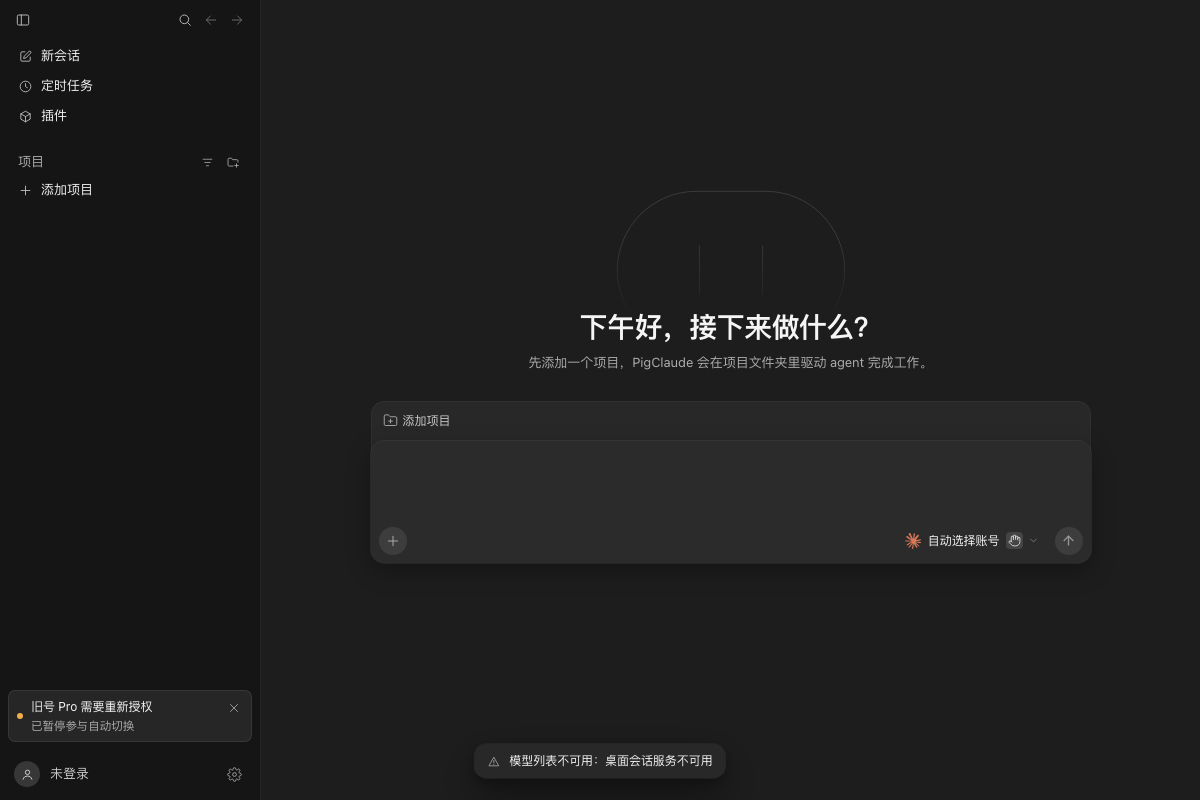 新会话
定时任务
插件
项目
添加项目
下午好，接下来做什么?
先添加一个项目，PigClaude 会在项目文件夹里驱动 agent 完成工作。
添加项目
自动选择账号
旧号 Pro 需要重新授权
已暂停参与自动切换
未登录
模型列表不可用：桌面会话服务不可用